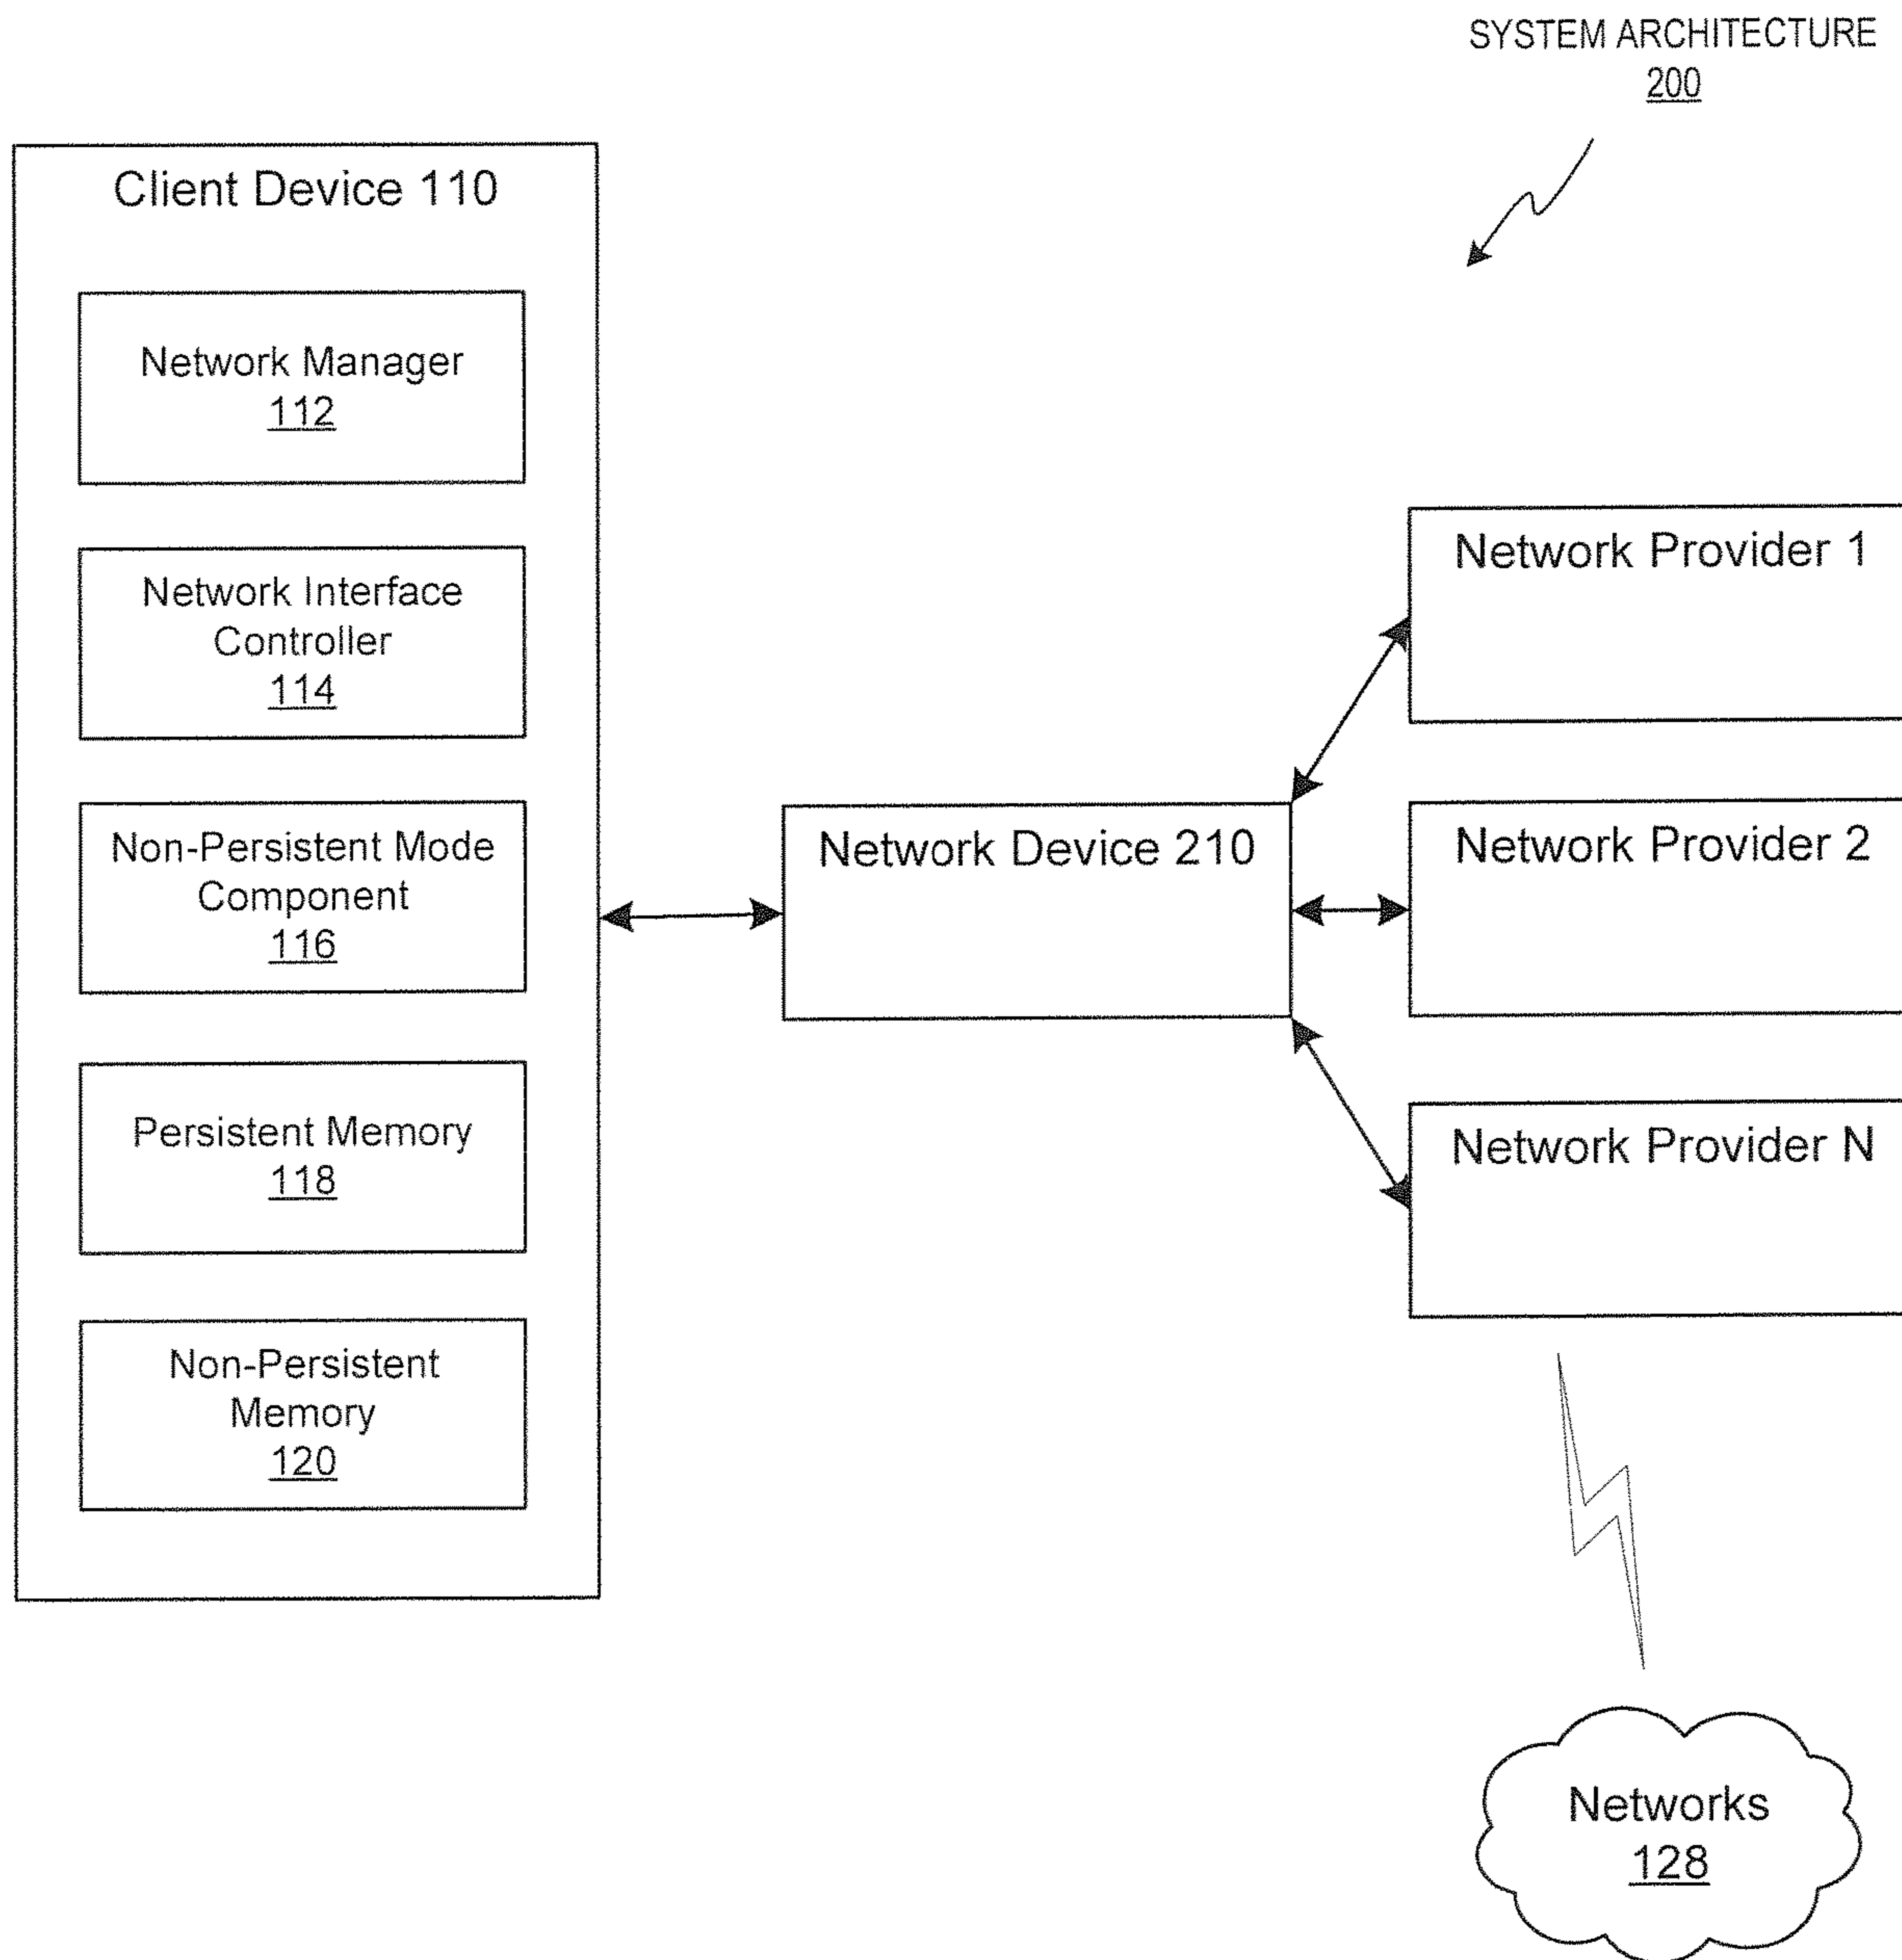 SYSTEM ARCHITECTURE
200
Client Device 110
Network Manager
112
Network Interface
Controller
114
Non-Persistent Mode
Component
116
Persistent Memory
118
Non-Persistent
Memory
120
Network Device 210
Network Provider 1
Network Provider 2
Network Provider N
Networks
128